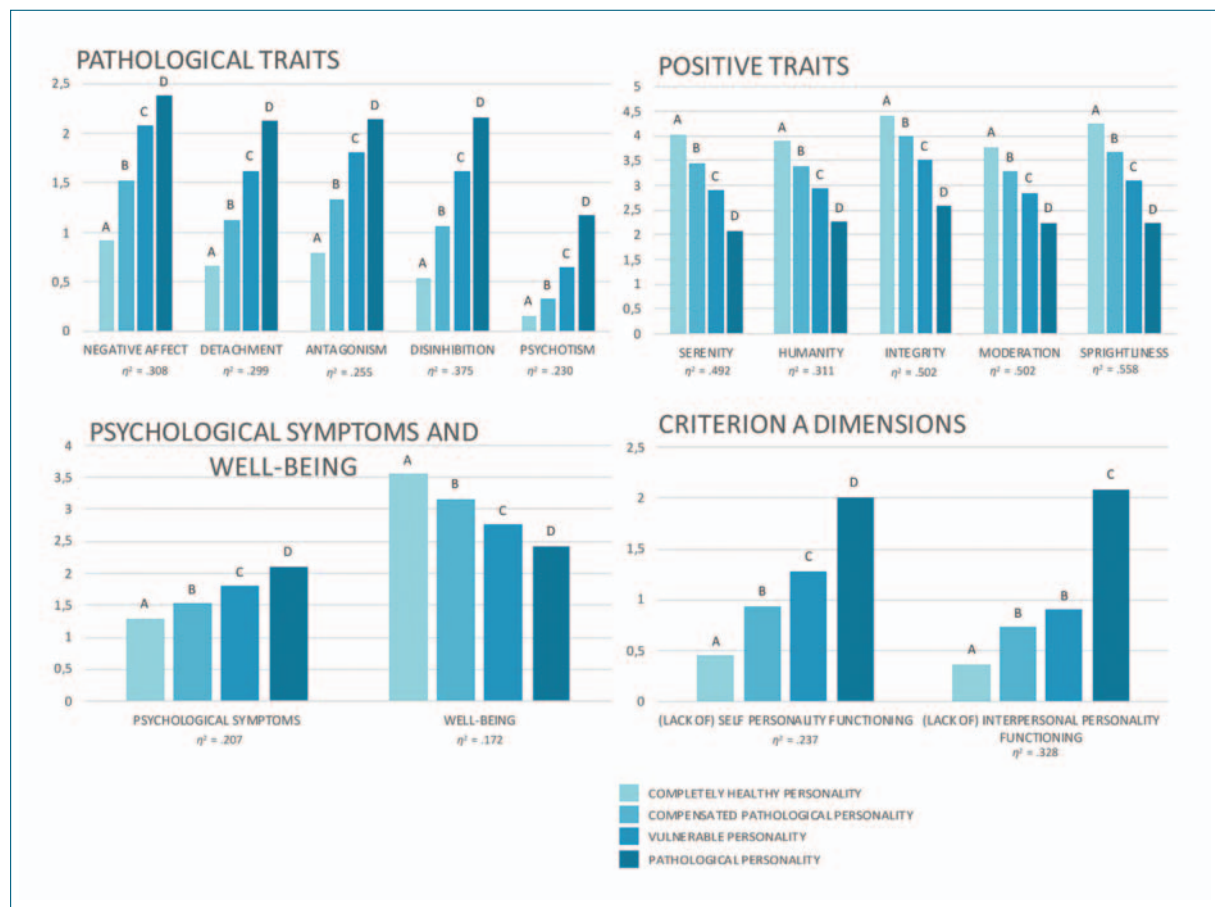 PATHOLOGICAL TRAITS
2,5
2
1,5
1
0,5
0
A
B
C
D
A
B
C
D
A
B
C
D
A
B
C
D
A
B
C
D
NEGATIVE AFFECT DETACHMENT ANTAGONISM DISINHIBITION PSYCHOTISM
η² = .308 η² = .299 η² = .255 η² = .375 η² = .230
POSITIVE TRAITS
5
4,5
4
3,5
3
2,5
2
1,5
1
0,5
0
A
B
C
D
A
B
C
D
A
B
C
D
A
B
C
D
A
B
C
D
SERENITY HUMANITY INTEGRITY MODERATION SPRIGHTLINESS
η² = .492 η² = .311 η² = .502 η² = .502 η² = .558
PSYCHOLOGICAL SYMPTOMS AND
WELL-BEING
4
3,5
3
2,5
2
1,5
1
0,5
0
A
B
C
D
A
B
C
D
PSYCHOLOGICAL SYMPTOMS WELL-BEING
η² = .207 η² = .172
CRITERION A DIMENSIONS
2,5
2
1,5
1
0,5
0
A
B
C
D
A
B
B
C
(LACK OF) SELF PERSONALITY FUNCTIONING (LACK OF) INTERPERSONAL PERSONALITY
FUNCTIONING
η² = .237 η² = .328
COMPLETELY HEALTHY PERSONALITY
COMPENSATED PATHOLOGICAL PERSONALITY
VULNERABLE PERSONALITY
PATHOLOGICAL PERSONALITY